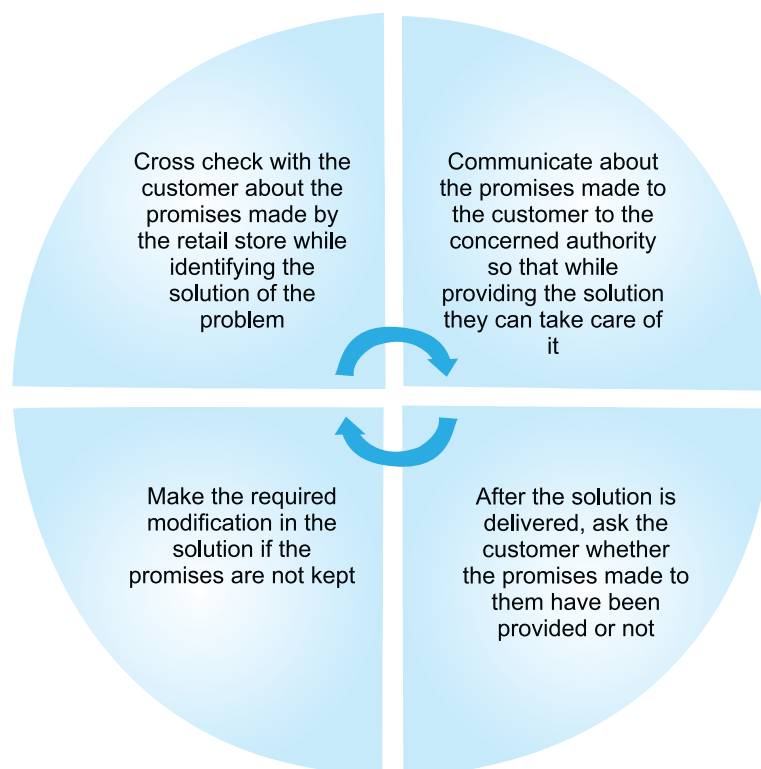 Cross check with the
customer about the
promises made by
the retail store while
identifying the
solution of the
problem
Communicate about
the promises made to
the customer to the
concerned authority
so that while
providing the solution
they can take care of
it
After the solution is
delivered, ask the
customer whether
the promises made to
them have been
provided or not
Make the required
modification in the
solution if the
promises are not kept